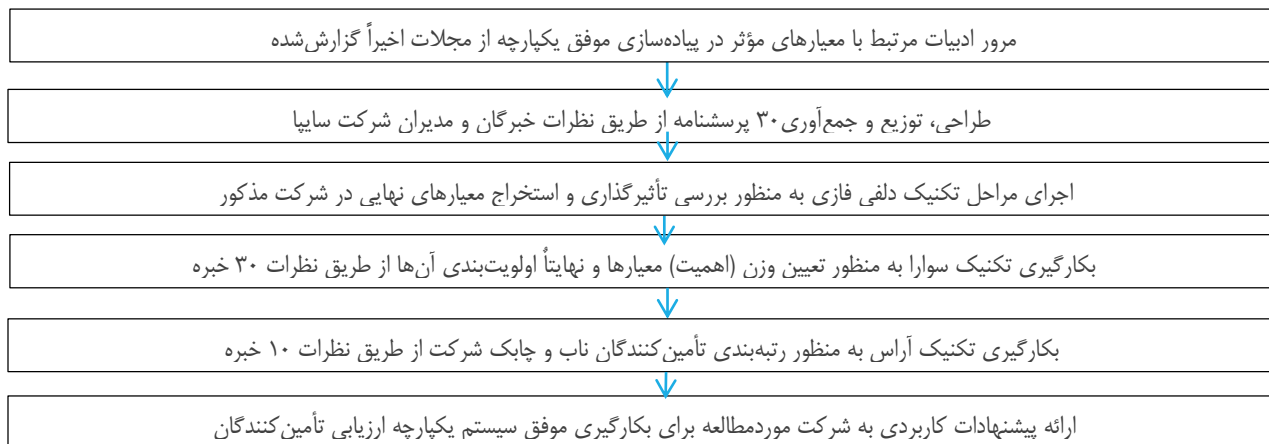 مرور ادبیات مرتبط با معیارهای مؤثر در پیاده‌سازی موفق یکپارچه از مجلات اخیراً گزارش‌شده
طراحی، توزیع و جمع‌آوری۳۰ پرسشنامه از طریق نظرات خبرگان و مدیران شرکت سایپا
اجرای مراحل تکنیک دلفی فازی به منظور بررسی تأثیرگذاری و استخراج معیارهای نهایی در شرکت مذکور
بکارگیری تکنیک سوارا به منظور تعیین وزن (اهمیت) معیارها و نهایتاٌ اولویت‌بندی آن‌ها از طریق نظرات ۳۰ خبره
بکارگیری تکنیک آراس به منظور رتبه‌بندی تأمین‌کنندگان ناب و چابک شرکت از طریق نظرات ۱۰ خبره
ارائه پیشنهادات کاربردی به شرکت موردمطالعه برای بکارگیری موفق سیستم یکپارچه ارزیابی تأمین‌کنندگان